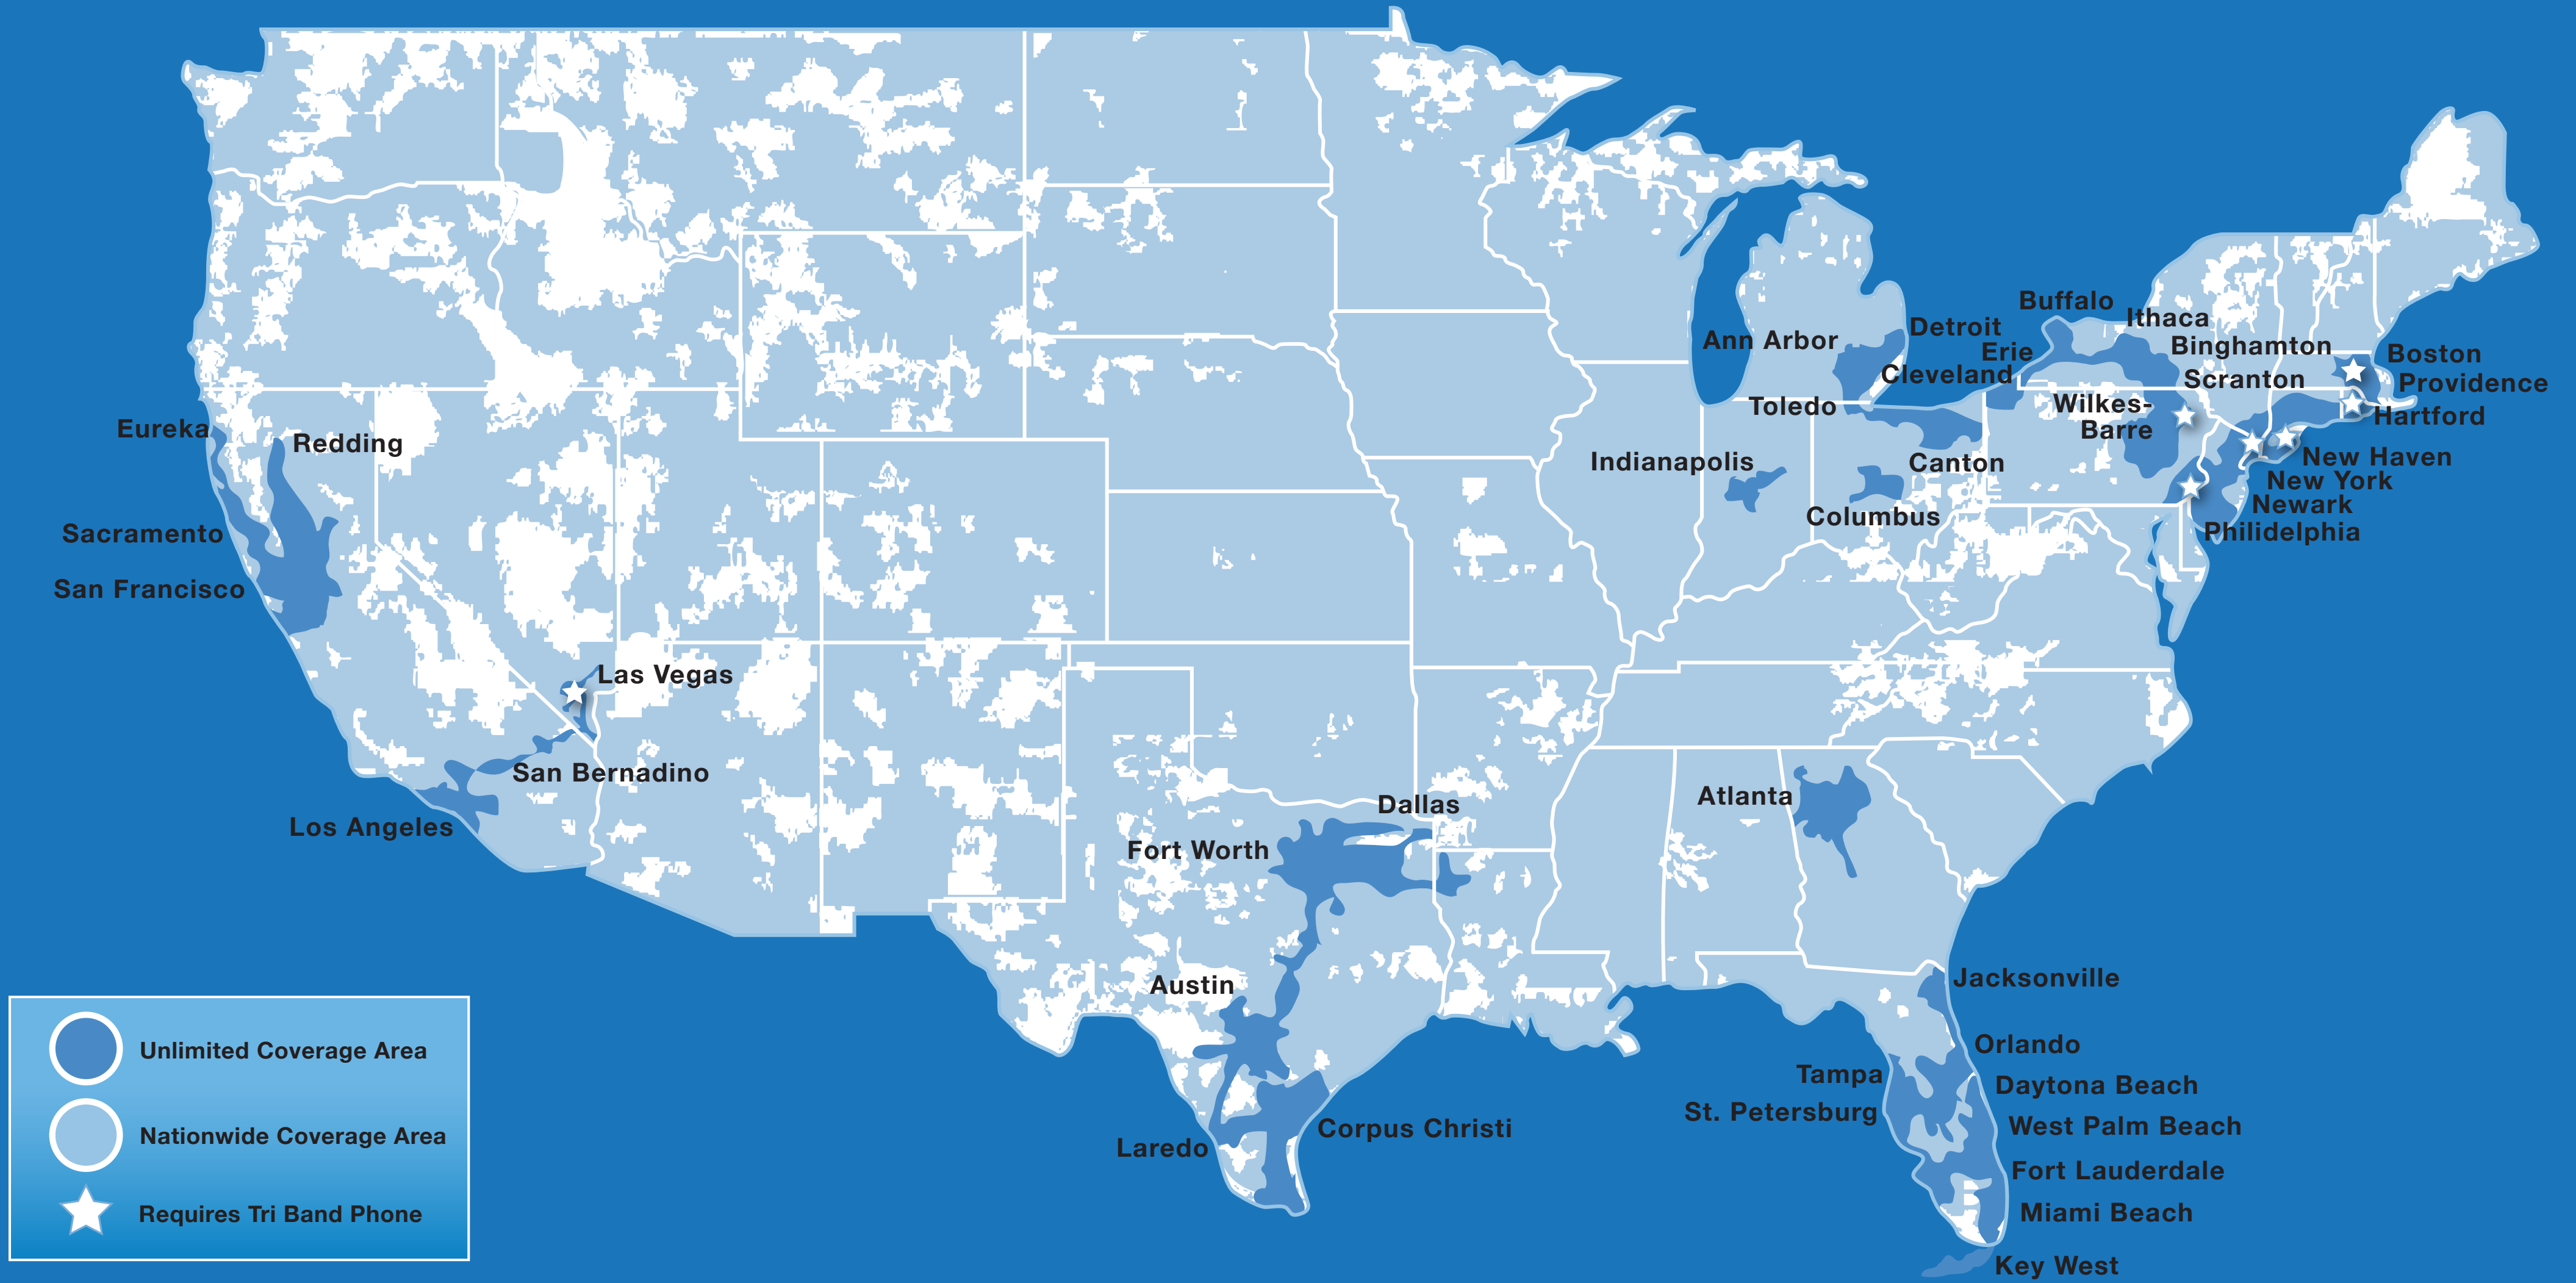 Buffalo
Ithaca
Detroit
Ann Arbor
Binghamton
Erie
Boston
Cleveland
Scranton
Providence
Toledo
Wilkes-
Barre
Hartford
Eureka
Redding
Indianapolis
Canton
New Haven
New York
Newark
Columbus
Philidelphia
Sacramento
San Francisco
Las Vegas
San Bernadino
Los Angeles
Dallas
Atlanta
Fort Worth
Austin
Jacksonville
Orlando
Tampa
Daytona Beach
St. Petersburg
West Palm Beach
Corpus Christi
Laredo
Fort Lauderdale
Miami Beach
Key West
Unlimited Coverage Area
Nationwide Coverage Area
Requires Tri Band Phone